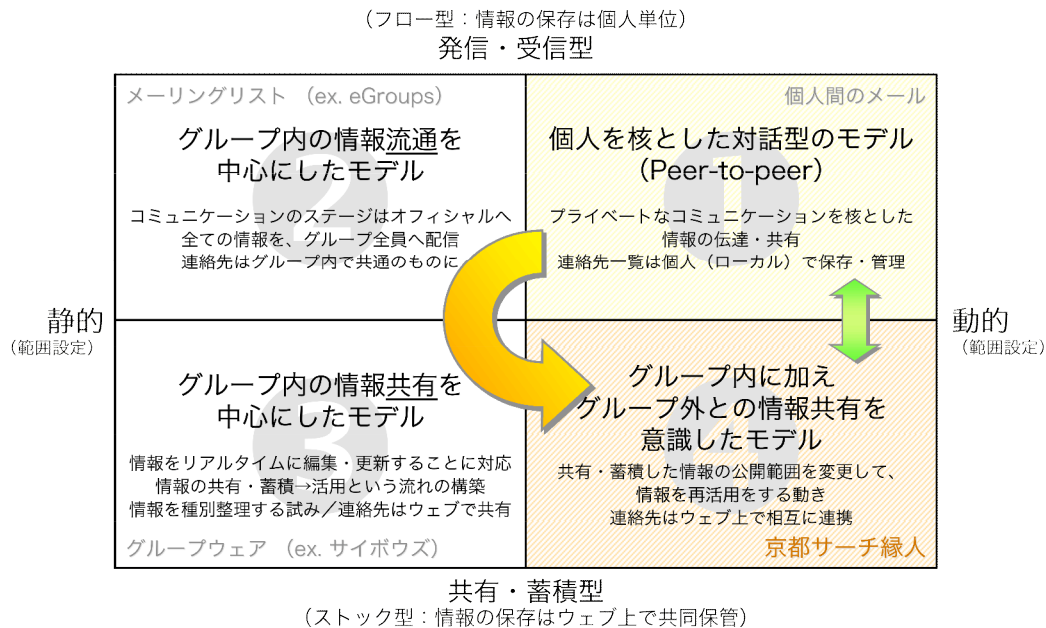 （フロー型：情報の保存は個人単位）
発信・受信型
メーリングリスト （ex. eGroups）
2
グループ内の情報流通を
中心にしたモデル
コミュニケーションのステージはオフィシャルへ
全ての情報を、グループ全員へ配信
連絡先はグループ内で共通のものに
個人間のメール
1
個人を核とした対話型のモデル
（Peer-to-peer）
プライベートなコミュニケーションを核とした
情報の伝達・共有
連絡先一覧は個人（ローカル）で保存・管理
静的
（範囲設定）
動的
（範囲設定）
3
グループ内の情報共有を
中心にしたモデル
情報をリアルタイムに編集・更新することに対応
情報の共有・蓄積→活用という流れの構築
情報を種別整理する試み／連絡先はウェブで共有
グループウェア （ex. サイボウズ）
4
グループ内に加え
グループ外との情報共有を
意識したモデル
共有・蓄積した情報の公開範囲を変更して、
情報を再活用をする動き
連絡先はウェブ上で相互に連携
京都サーチ縁人
共有・蓄積型
（ストック型：情報の保存はウェブ上で共同保管）